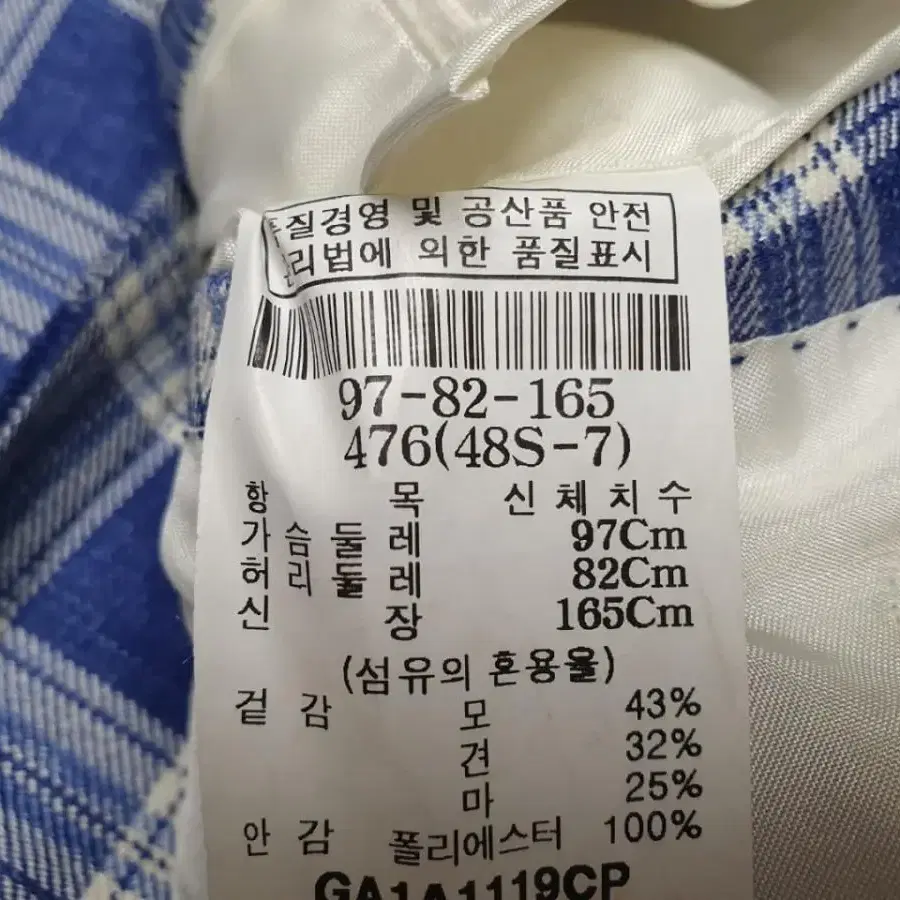 품질경영 및 공산품 안전
관리법에 의한 품질표시
97-82-165
476(48S-7)
항 목 신체치수
가슴둘레 97Cm
허리둘레 82Cm
신 장 165Cm
(섬유의 혼용율)
겉 감 모 43%
견 32%
마 25%
안 감 폴리에스터 100%
GA1A1119CP